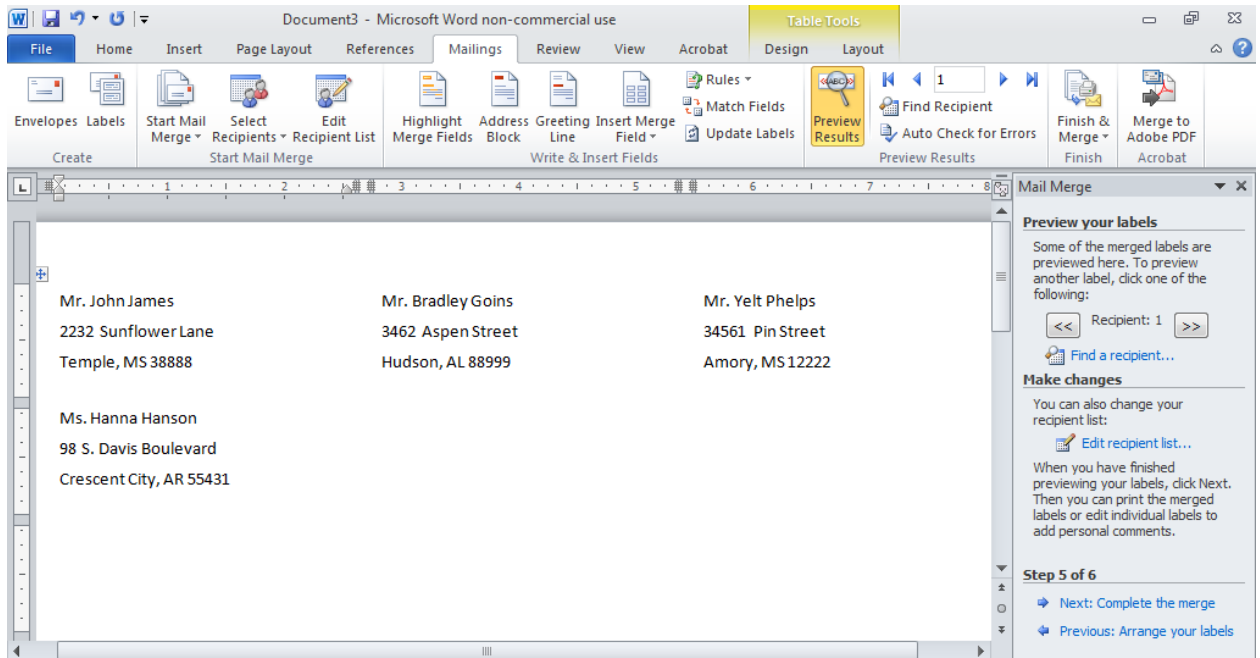 Document3 - Microsoft Word non-commercial use
Table Tools
File Home Insert Page Layout References Mailings Review View Acrobat Design Layout
Envelopes Labels
Create
Start Mail Merge
Select Recipients
Edit Recipient List
Start Mail Merge
Highlight Merge Fields
Address Block
Greeting Line
Insert Merge Field
Rules
Match Fields
Update Labels
Write & Insert Fields
«ABC»
Preview Results
1
Find Recipient
Auto Check for Errors
Preview Results
Finish & Merge
Finish
Merge to Adobe PDF
Acrobat
1 2 3 4 5 6 7 8
Mr. John James
2232 Sunflower Lane
Temple, MS 38888
Mr. Bradley Goins
3462 Aspen Street
Hudson, AL 88999
Mr. Yelt Phelps
34561 Pin Street
Amory, MS 12222
Ms. Hanna Hanson
98 S. Davis Boulevard
Crescent City, AR 55431
Mail Merge
Preview your labels
Some of the merged labels are
previewed here. To preview
another label, click one of the
following:
<< Recipient: 1 >>
Find a recipient...
Make changes
You can also change your
recipient list:
Edit recipient list...
When you have finished
previewing your labels, click Next.
Then you can print the merged
labels or edit individual labels to
add personal comments.
Step 5 of 6
Next: Complete the merge
Previous: Arrange your labels